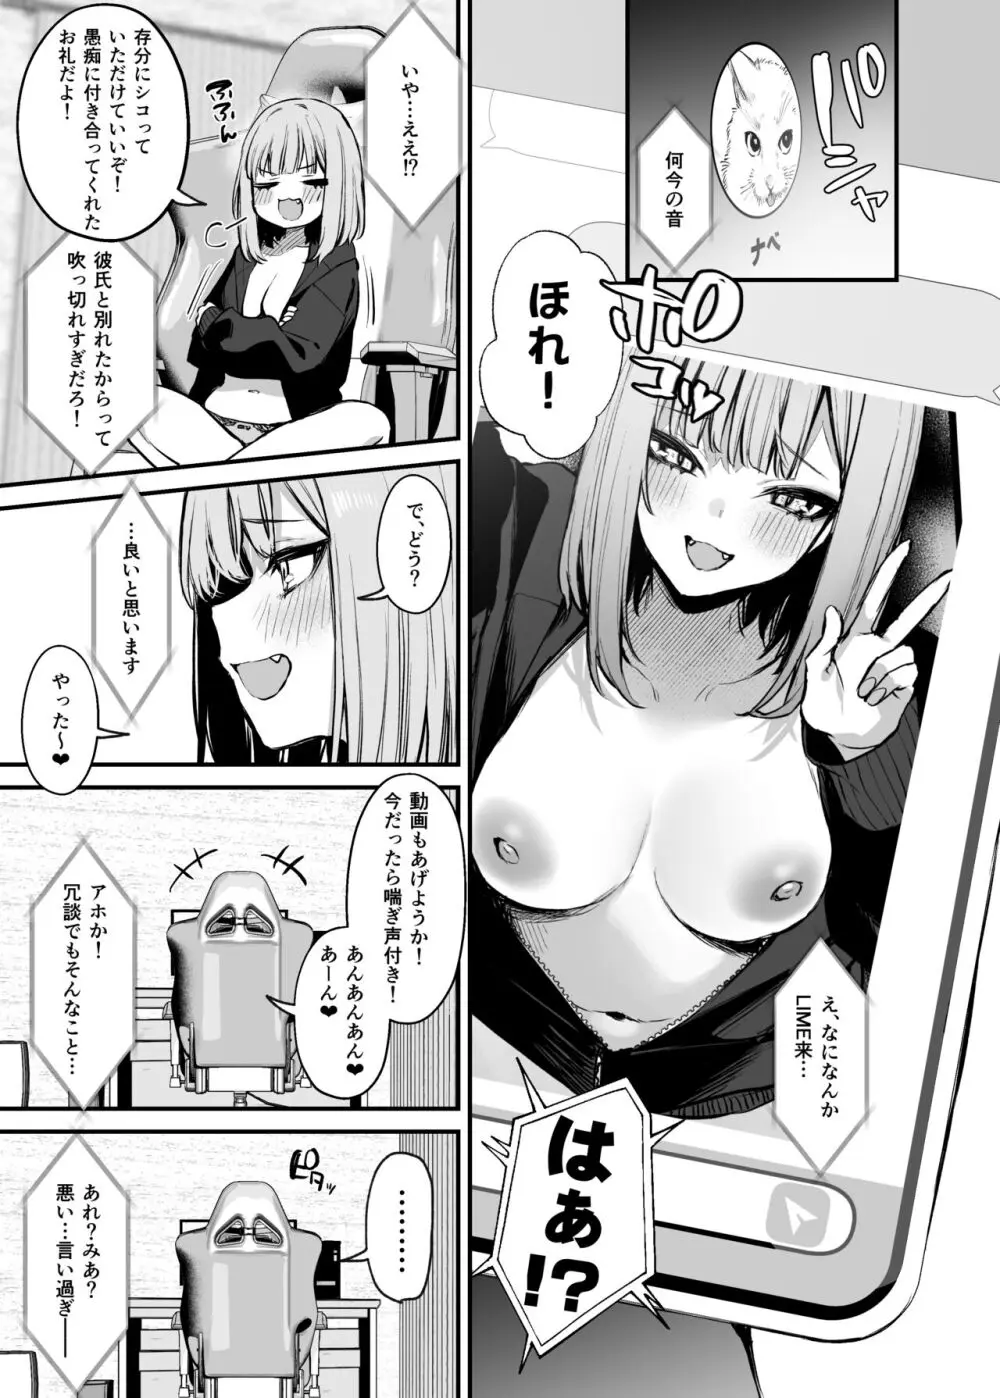 パシャ
何今の音
ナベ
ほれ！
ポロ
コッ♥
え、なになんか
LIME来…
はぁ!?
いや…ええ!?
存分にシコって
いただけていいぞ！
愚痴に付き合ってくれた
お礼だよ！
ふふん
彼氏と別れたからって
吹っ切れすぎだろ！
で、どう？
…良いと思います
やった～♥
動画もあげようか！
今だったら喘ぎ声付き！
あんあんあん♥
あーん♥
アホか！
冗談でもそんなこと…
………
ピタッ
あれ？みあ？
悪い…言い過ぎ――